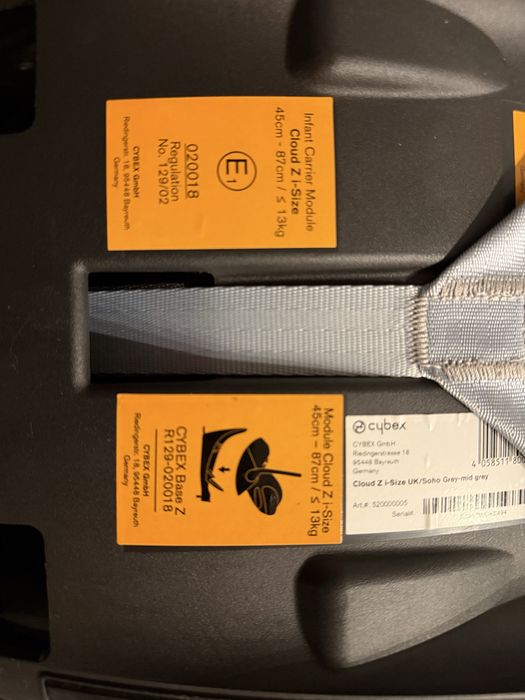 Infant Carrier Module
Cloud Z i-Size
45cm - 87cm / ≤ 13kg
E1
020018
Regulation
No. 129/02
CYBEX GmbH
Riedingerstr. 18, 95448 Bayreuth
Germany
Module Cloud Z i-Size
45cm - 87cm / ≤ 13kg
CYBEX Base Z
R129-020018
CYBEX GmbH
Riedingerstr. 18, 95448 Bayreuth
Germany
cybex
CYBEX GmbH
Riedingerstrasse 18
95448 Bayreuth
Germany
4 058511
Cloud Z i-Size UK/Soho Grey-mid grey
Art.#: 520000005
Serial#: